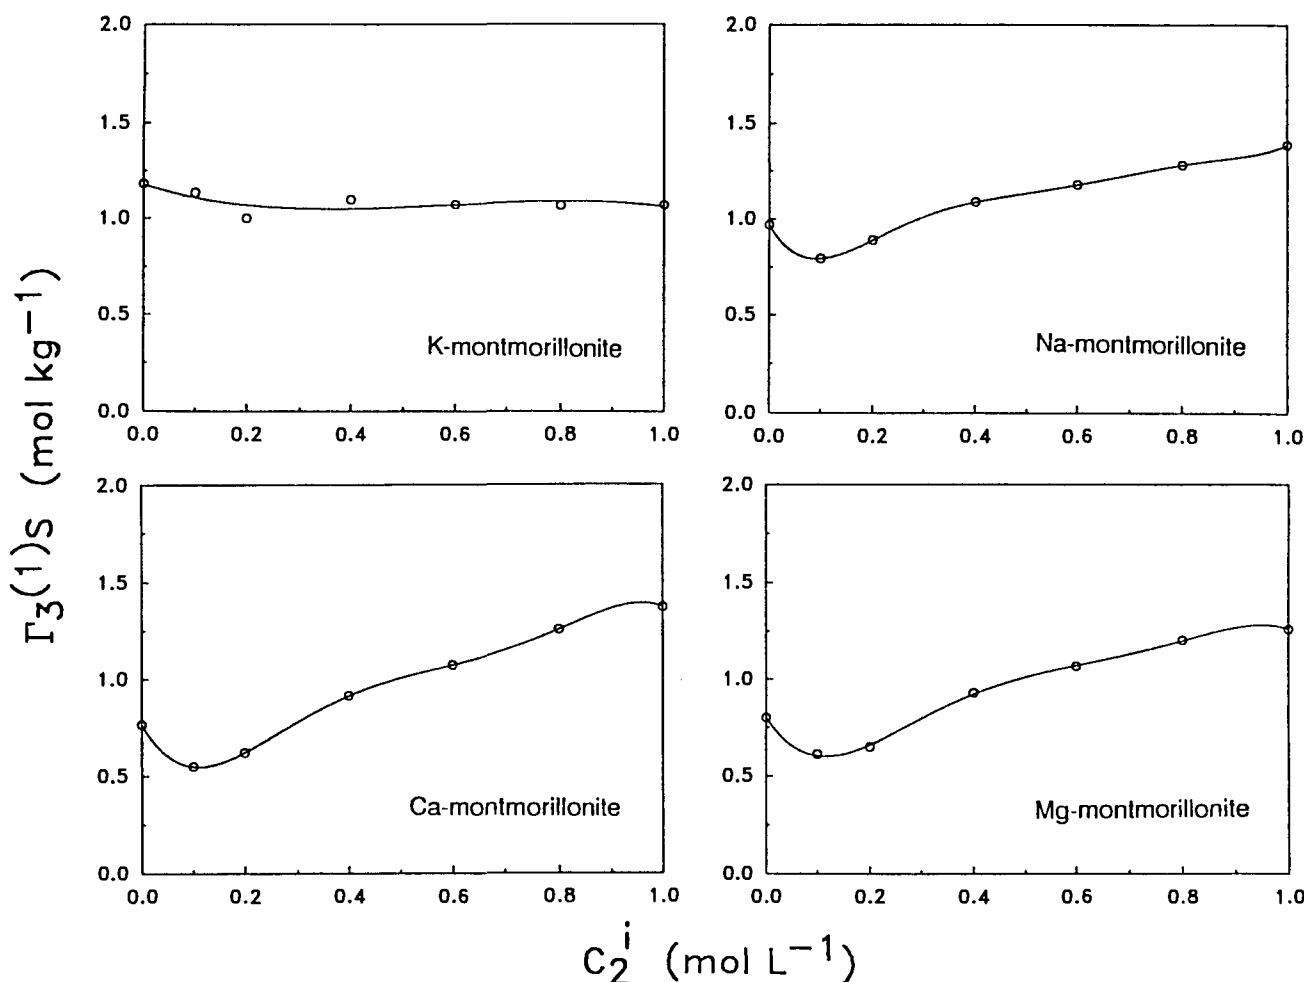 Γ3(1)S (mol kg−1)
2.0
1.5
1.0
0.5
0.0
K-montmorillonite
0.0 0.2 0.4 0.6 0.8 1.0
2.0
1.5
1.0
0.5
0.0
Na-montmorillonite
0.0 0.2 0.4 0.6 0.8 1.0
2.0
1.5
1.0
0.5
0.0
Ca-montmorillonite
0.0 0.2 0.4 0.6 0.8 1.0
2.0
1.5
1.0
0.5
0.0
Mg-montmorillonite
0.0 0.2 0.4 0.6 0.8 1.0
C2i (mol L−1)